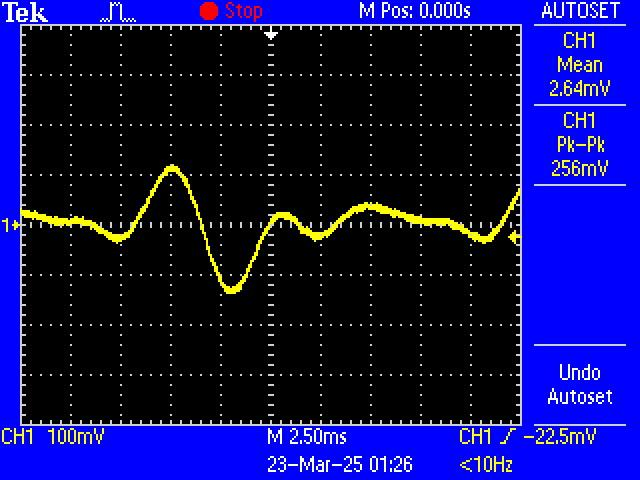 Tek Stop M Pos: 0.000s AUTOSET
CH1
Mean
2.64mV
CH1
Pk-Pk
256mV
1
Undo
Autoset
CH1 100mV M 2.50ms CH1 -22.5mV
23-Mar-25 01:26 <10Hz